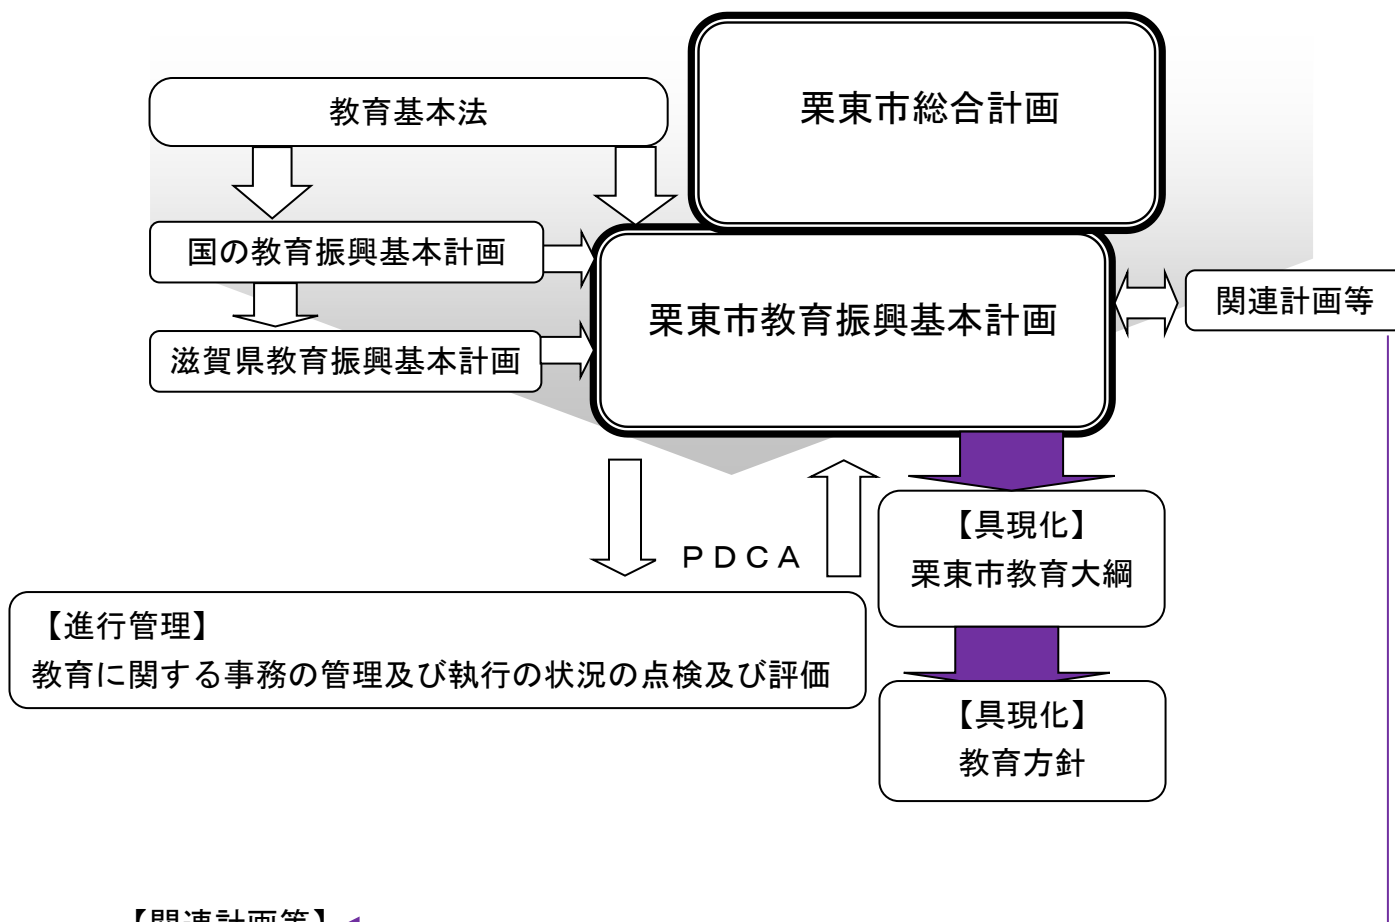 栗東市総合計画
教育基本法
国の教育振興基本計画
栗東市教育振興基本計画
関連計画等
滋賀県教育振興基本計画
ＰＤＣＡ
【具現化】
栗東市教育大綱
【進行管理】
教育に関する事務の管理及び執行の状況の点検及び評価
【具現化】
教育方針
【関連計画等】